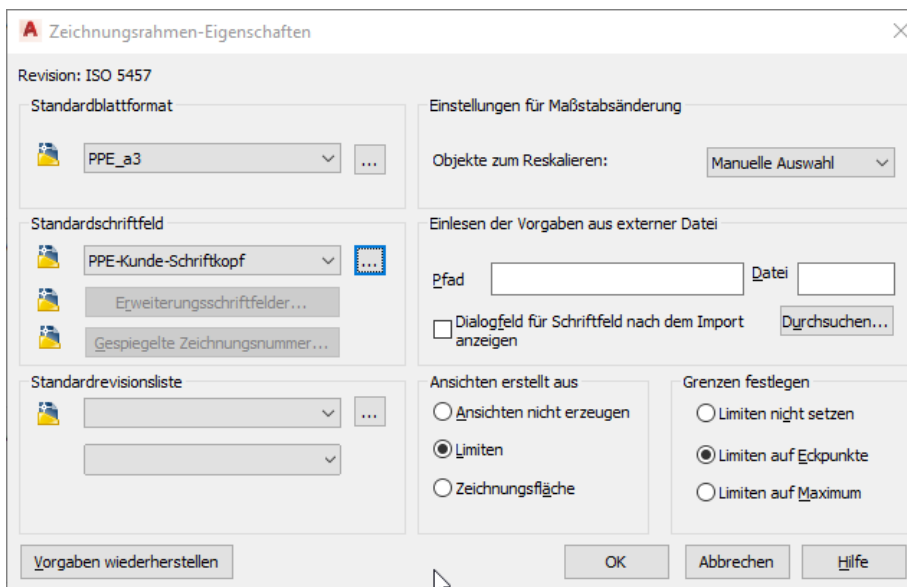 Zeichnungsrahmen-Eigenschaften
Revision: ISO 5457
Standardblattformat
PPE_a3
...
Einstellungen für Maßstabsänderung
Objekte zum Reskalieren:
Manuelle Auswahl
Standardschriftfeld
PPE-Kunde-Schriftkopf
...
Erweiterungsschriftfelder...
Gespiegelte Zeichnungsnummer...
Einlesen der Vorgaben aus externer Datei
Pfad
Datei
Dialogfeld für Schriftfeld nach dem Import
anzeigen
Durchsuchen...
Standardrevisionsliste
...
Ansichten erstellt aus
Ansichten nicht erzeugen
Limiten
Zeichnungsfläche
Grenzen festlegen
Limiten nicht setzen
Limiten auf Eckpunkte
Limiten auf Maximum
Vorgaben wiederherstellen
OK
Abbrechen
Hilfe